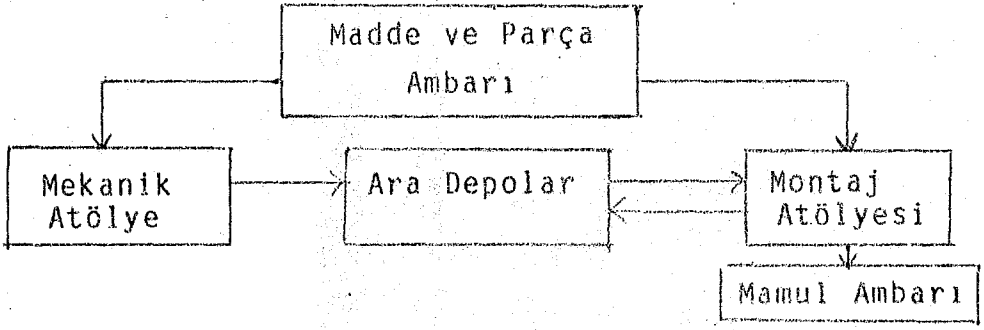 Madde ve Parça
Ambarı
Mekanik
Atölye
Ara Depolar
Montaj
Atölyesi
Mamul Ambarı